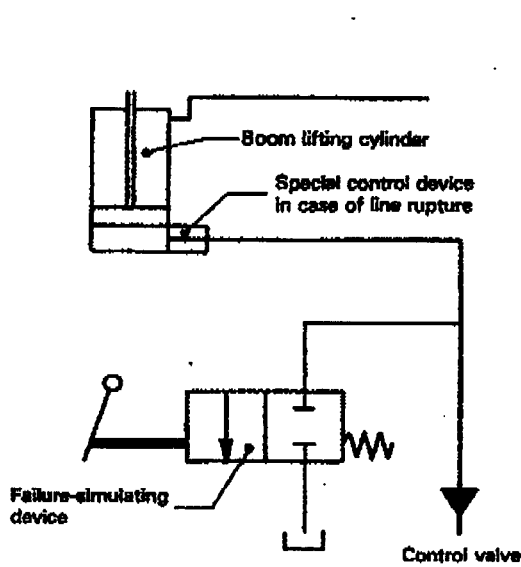 Boom lifting cylinder
Special control device
in case of line rupture
Failure-simulating
device
Control valve